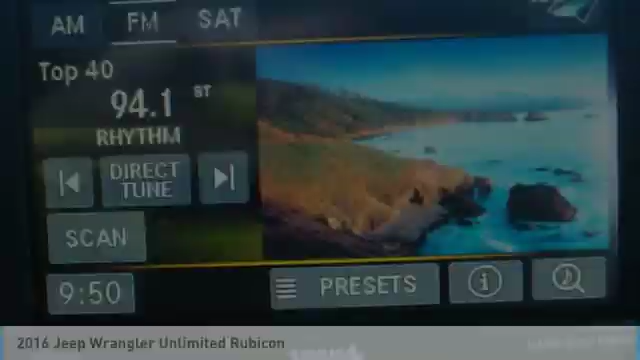 AM FM SAT
Top 40
94.1 ST
RHYTHM
DIRECT
TUNE
SCAN
9:50 PRESETS
2016 Jeep Wrangler Unlimited Rubicon